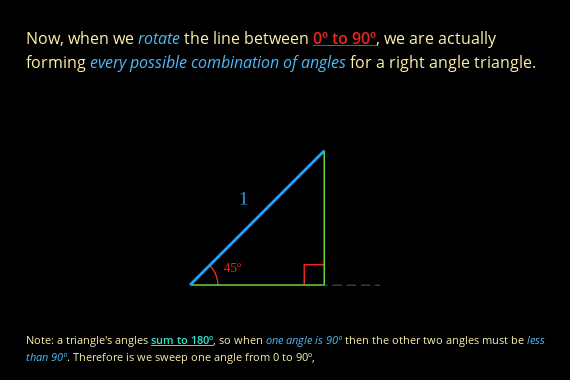 Now, when we rotate the line between 0º to 90º, we are actually
forming every possible combination of angles for a right angle triangle.
1
45º
Note: a triangle's angles sum to 180º, so when one angle is 90º then the other two angles must be less
than 90º. Therefore is we sweep one angle from 0 to 90º,